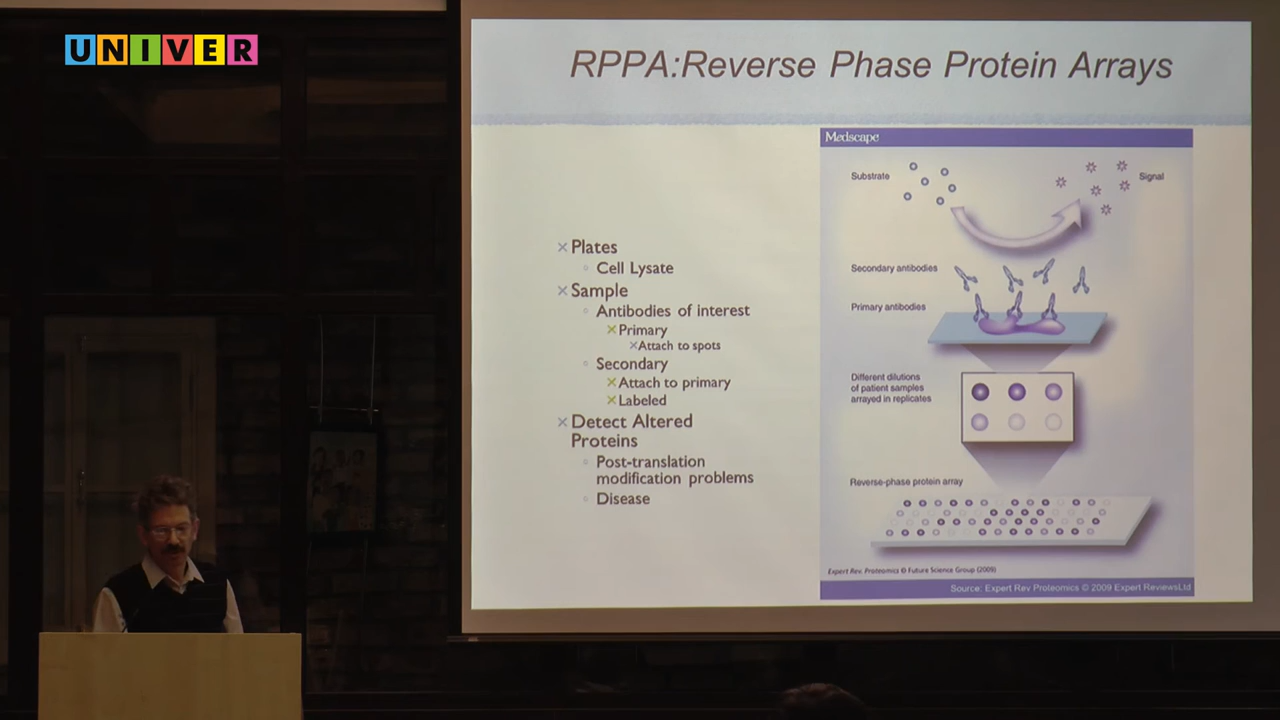 UNIVER
RPPA:Reverse Phase Protein Arrays
Plates
Cell Lysate
Sample
Antibodies of interest
Primary
Attach to spots
Secondary
Attach to primary
Labeled
Detect Altered
Proteins
Post-translation
modification problems
Disease
Medscape
Substrate
Signal
Secondary antibodies
Primary antibodies
Different dilutions
of patient samples
arrayed in replicates
Reverse-phase protein array
Expert Rev. Proteomics © Future Science Group (2009)
Source: Expert Rev Proteomics © 2009 Expert ReviewsLtd